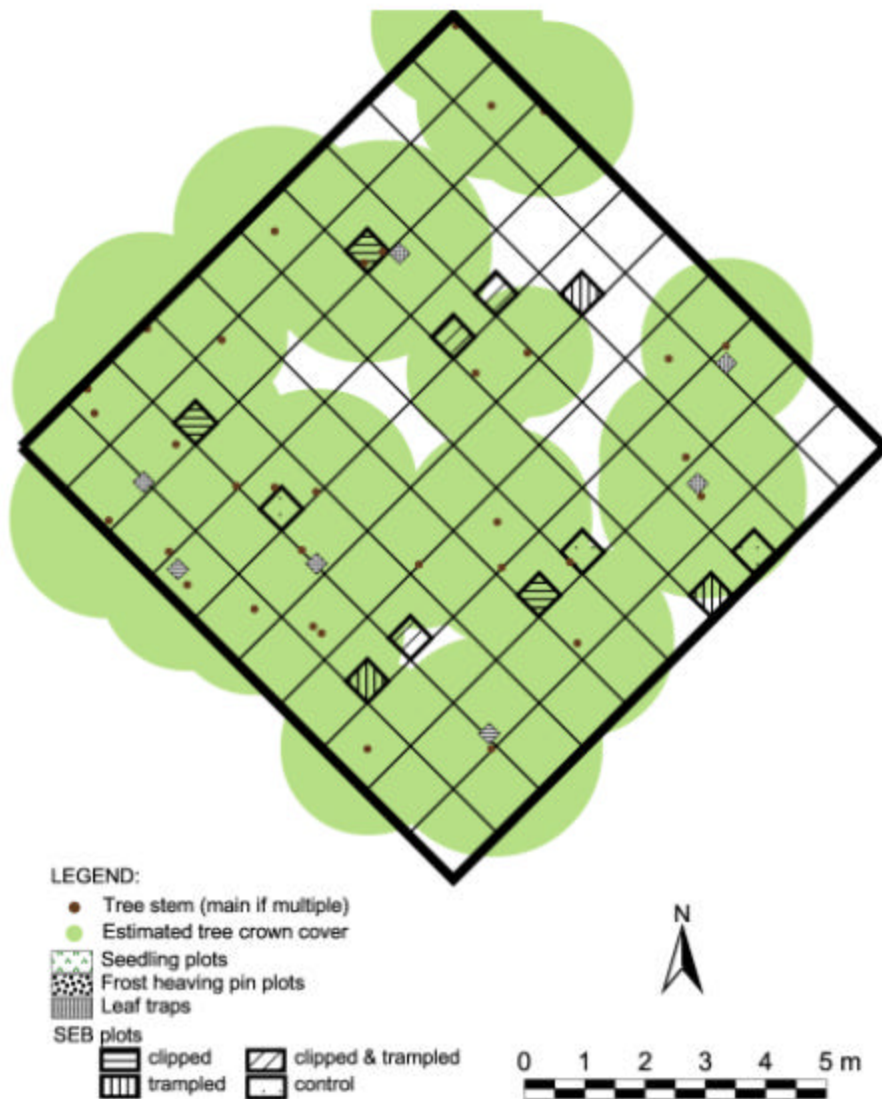 LEGEND:
Tree stem (main if multiple)
Estimated tree crown cover
Seedling plots
Frost heaving pin plots
Leaf traps
SEB plots
clipped
clipped & trampled
trampled
control
N
0 1 2 3 4 5 m